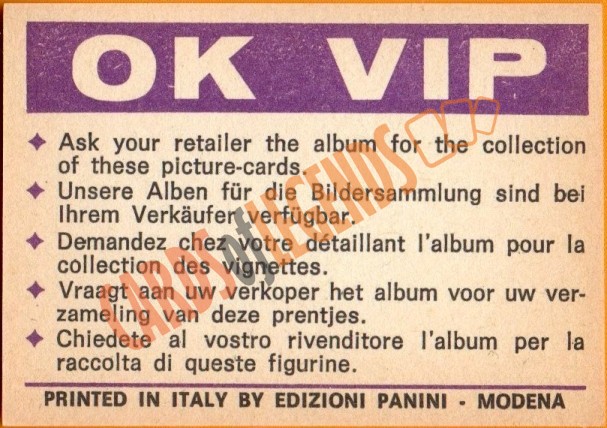 OK VIP
Ask your retailer the album for the collection
of these picture-cards.
Unsere Alben für die Bildersammlung sind bei
Ihrem Verkäufer verfügbar.
Demandez chez votre détaillant l'album pour la
collection des vignettes.
Vraagt aan uw verkoper het album voor uw ver-
zameling van deze prentjes.
Chiedete al vostro rivenditore l'album per la
raccolta di queste figurine.
PRINTED IN ITALY BY EDIZIONI PANINI - MODENA
CARDS of LEGENDS